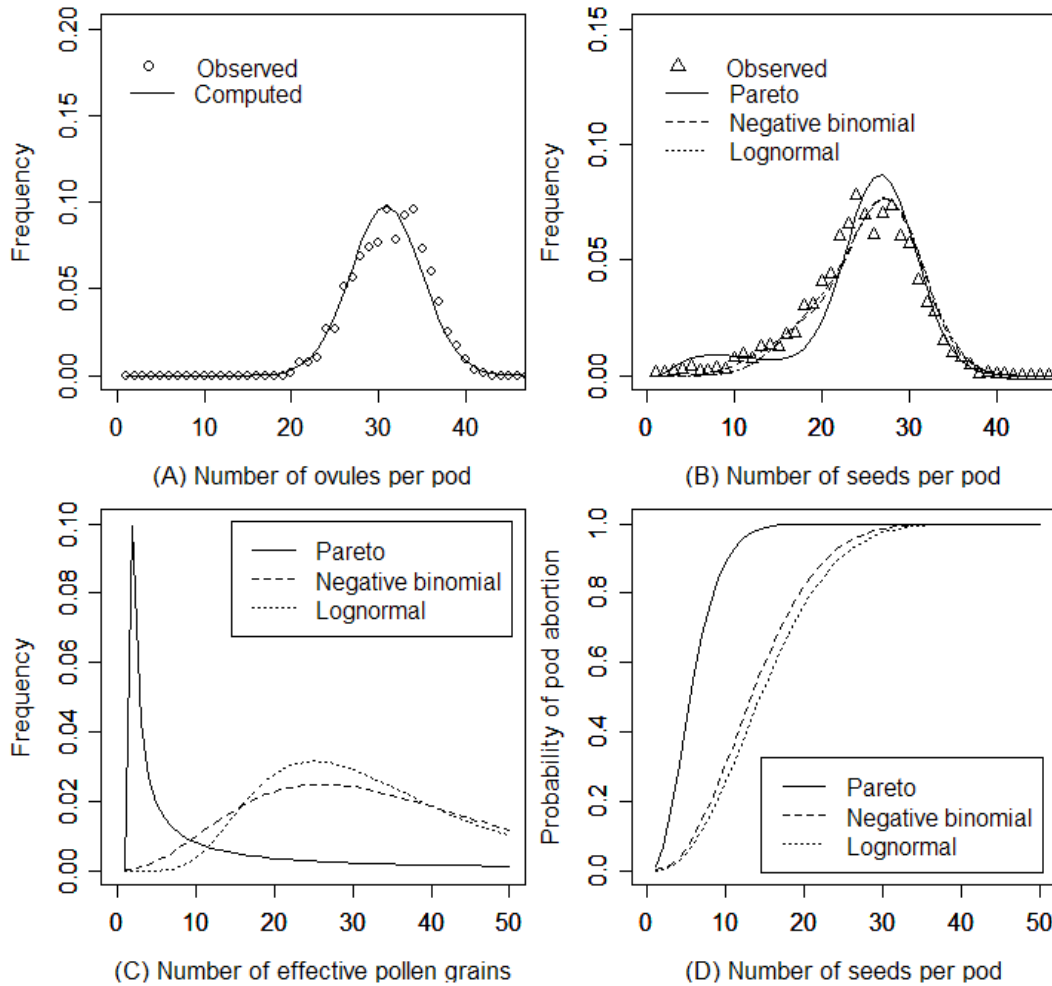 Frequency
0.00 0.05 0.10 0.15 0.20
Observed
Computed
0 10 20 30 40
(A) Number of ovules per pod
Frequency
0.00 0.05 0.10 0.15
Observed
Pareto
Negative binomial
Lognormal
0 10 20 30 40
(B) Number of seeds per pod
Frequency
0.00 0.02 0.04 0.06 0.08 0.10
Pareto
Negative binomial
Lognormal
0 10 20 30 40 50
(C) Number of effective pollen grains
Probability of pod abortion
0.0 0.2 0.4 0.6 0.8 1.0
Pareto
Negative binomial
Lognormal
0 10 20 30 40 50
(D) Number of seeds per pod